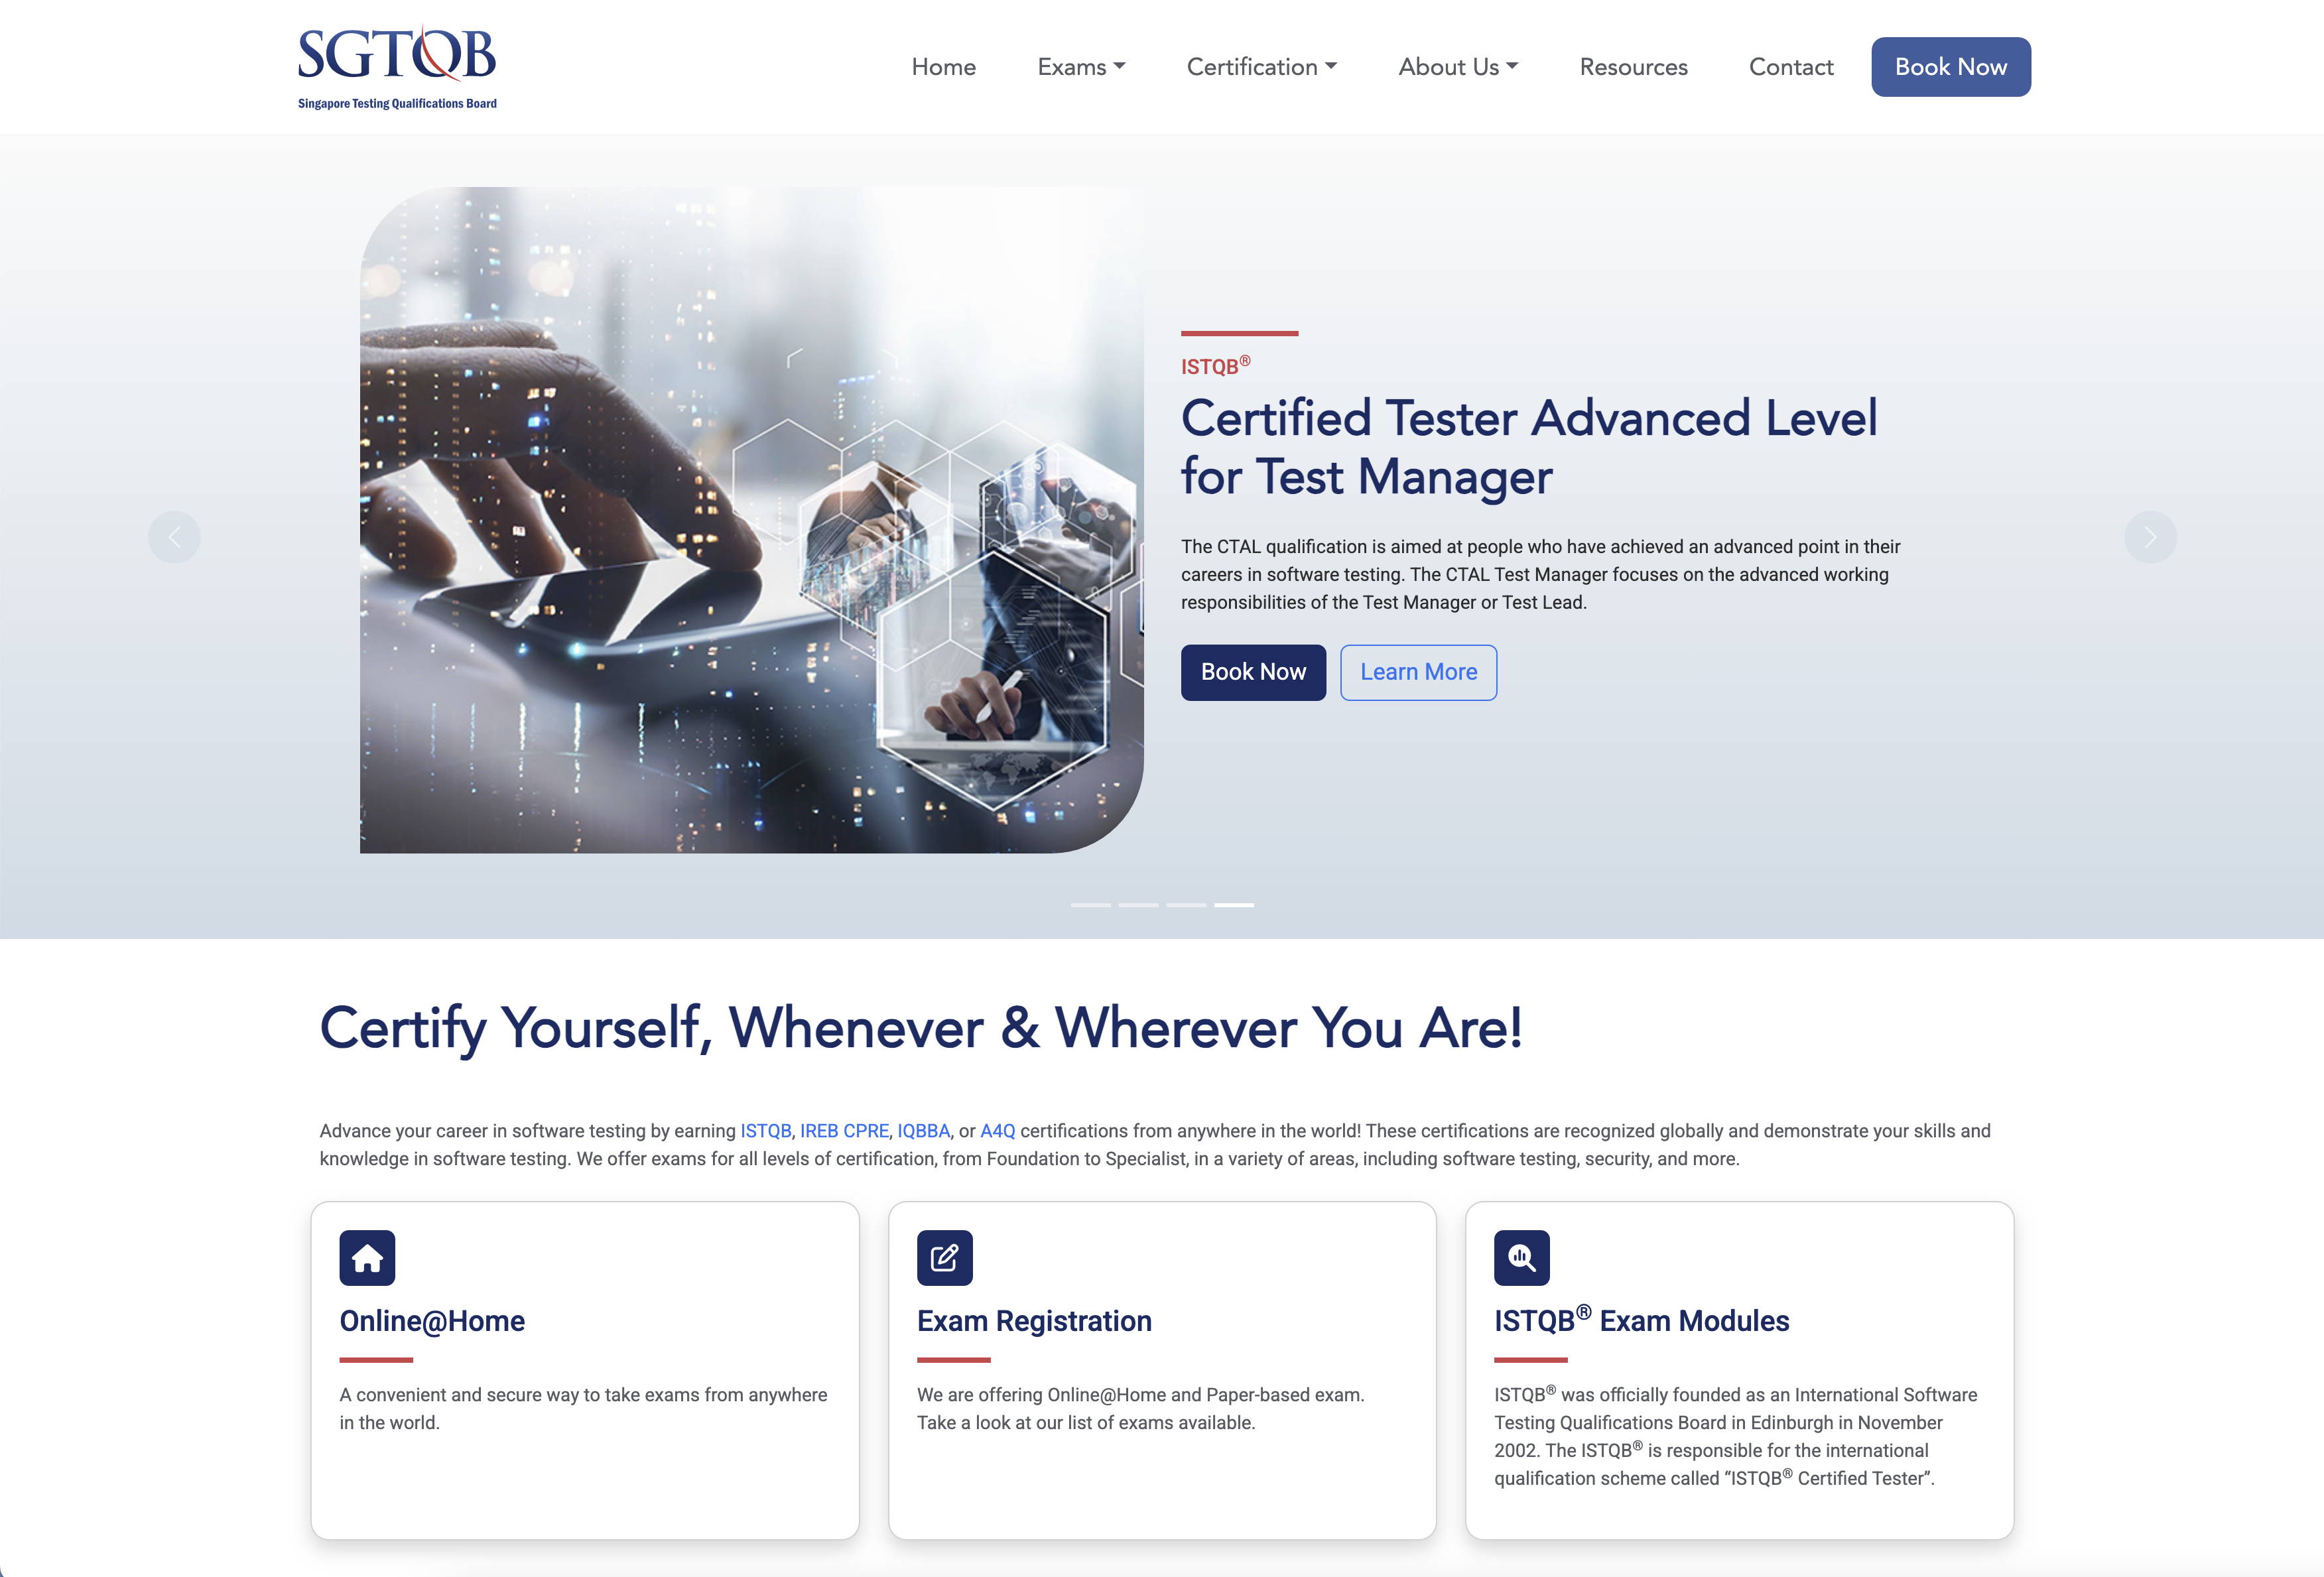 SGTQB
Singapore Testing Qualifications Board
Home
Exams
Certification
About Us
Resources
Contact
Book Now
ISTQB®
Certified Tester Advanced Level
for Test Manager
The CTAL qualification is aimed at people who have achieved an advanced point in their
careers in software testing. The CTAL Test Manager focuses on the advanced working
responsibilities of the Test Manager or Test Lead.
Book Now
Learn More
Certify Yourself, Whenever & Wherever You Are!
Advance your career in software testing by earning ISTQB, IREB CPRE, IQBBA, or A4Q certifications from anywhere in the world! These certifications are recognized globally and demonstrate your skills and
knowledge in software testing. We offer exams for all levels of certification, from Foundation to Specialist, in a variety of areas, including software testing, security, and more.
Online@Home
A convenient and secure way to take exams from anywhere
in the world.
Exam Registration
We are offering Online@Home and Paper-based exam.
Take a look at our list of exams available.
ISTQB® Exam Modules
ISTQB® was officially founded as an International Software
Testing Qualifications Board in Edinburgh in November
2002. The ISTQB® is responsible for the international
qualification scheme called “ISTQB® Certified Tester”.